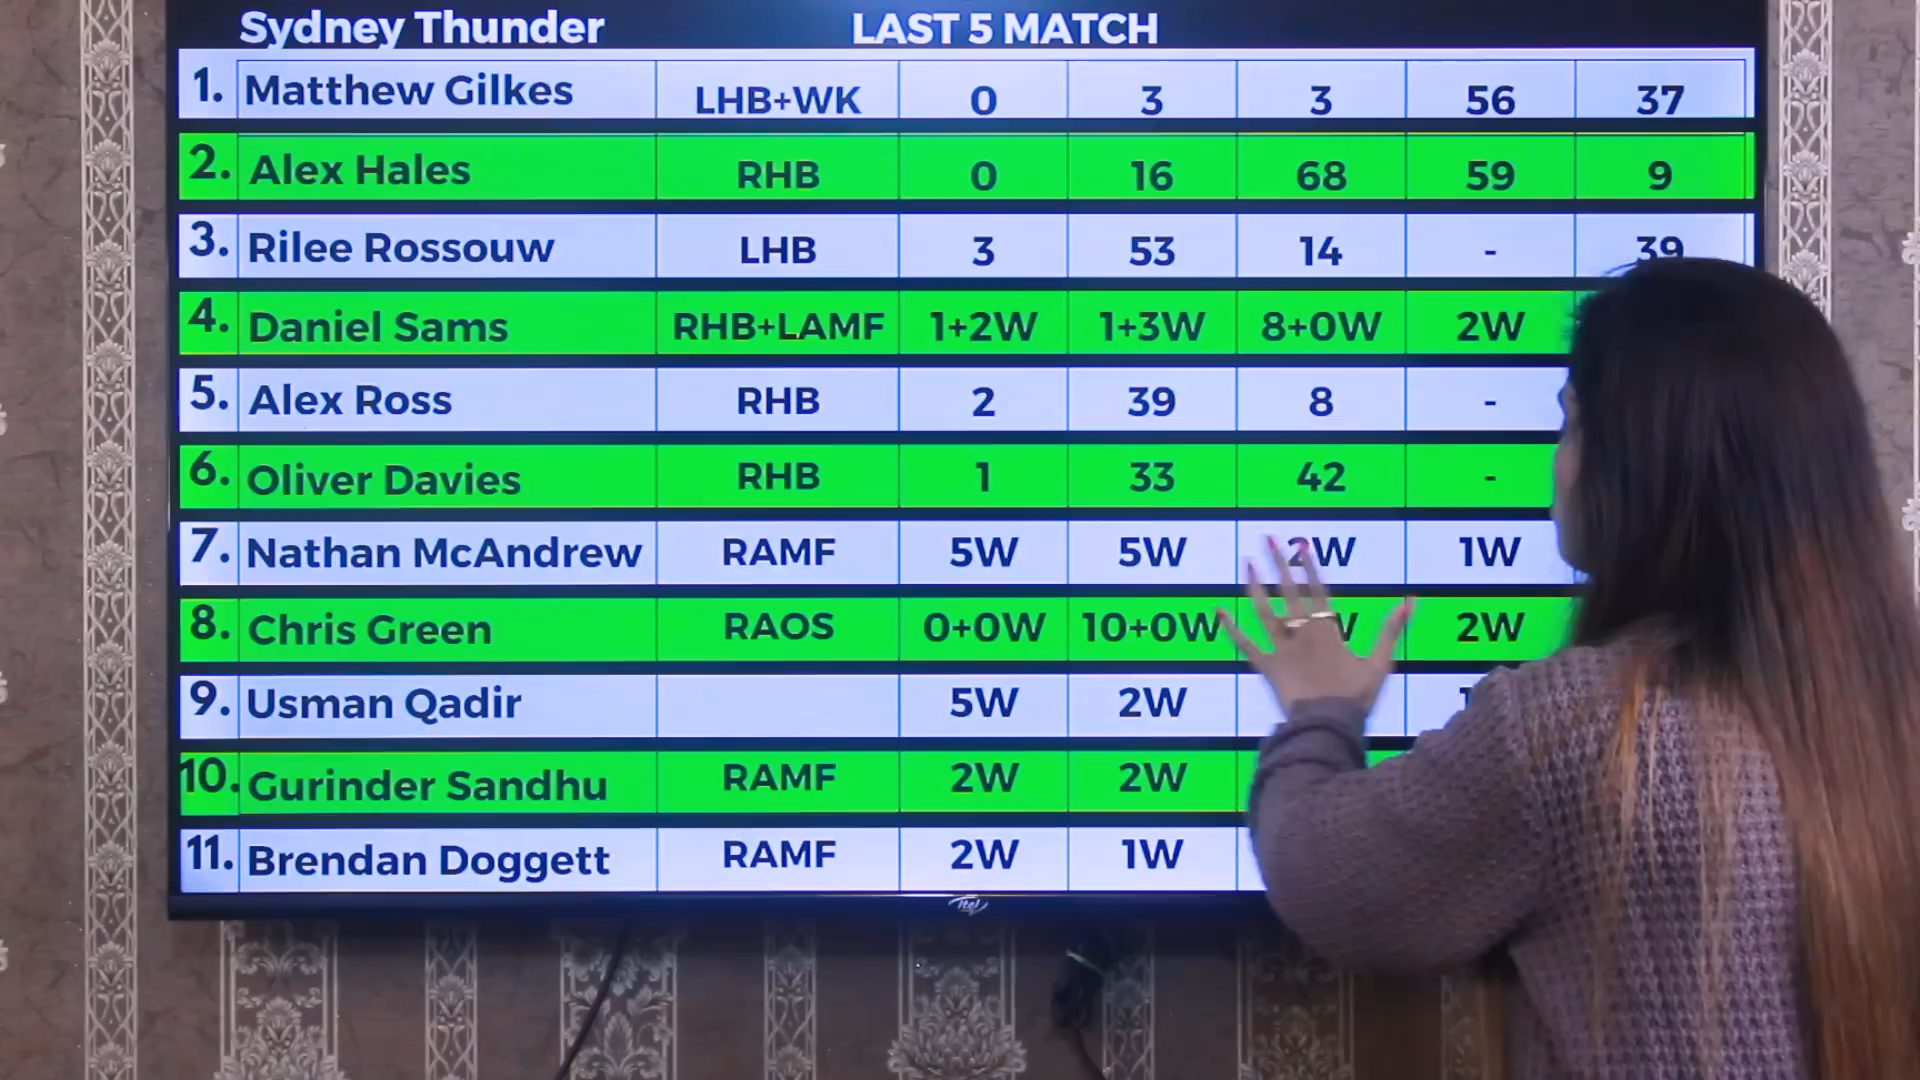 Sydney Thunder LAST 5 MATCH
1. Matthew Gilkes LHB+WK 0 3 3 56 37
2. Alex Hales RHB 0 16 68 59 9
3. Rilee Rossouw LHB 3 53 14 - 39
4. Daniel Sams RHB+LAMF 1+2W 1+3W 8+0W 2W
5. Alex Ross RHB 2 39 8 -
6. Oliver Davies RHB 1 33 42 -
7. Nathan McAndrew RAMF 5W 5W 2W 1W
8. Chris Green RAOS 0+0W 10+0W 2W
9. Usman Qadir 5W 2W
10. Gurinder Sandhu RAMF 2W 2W
11. Brendan Doggett RAMF 2W 1W
itel